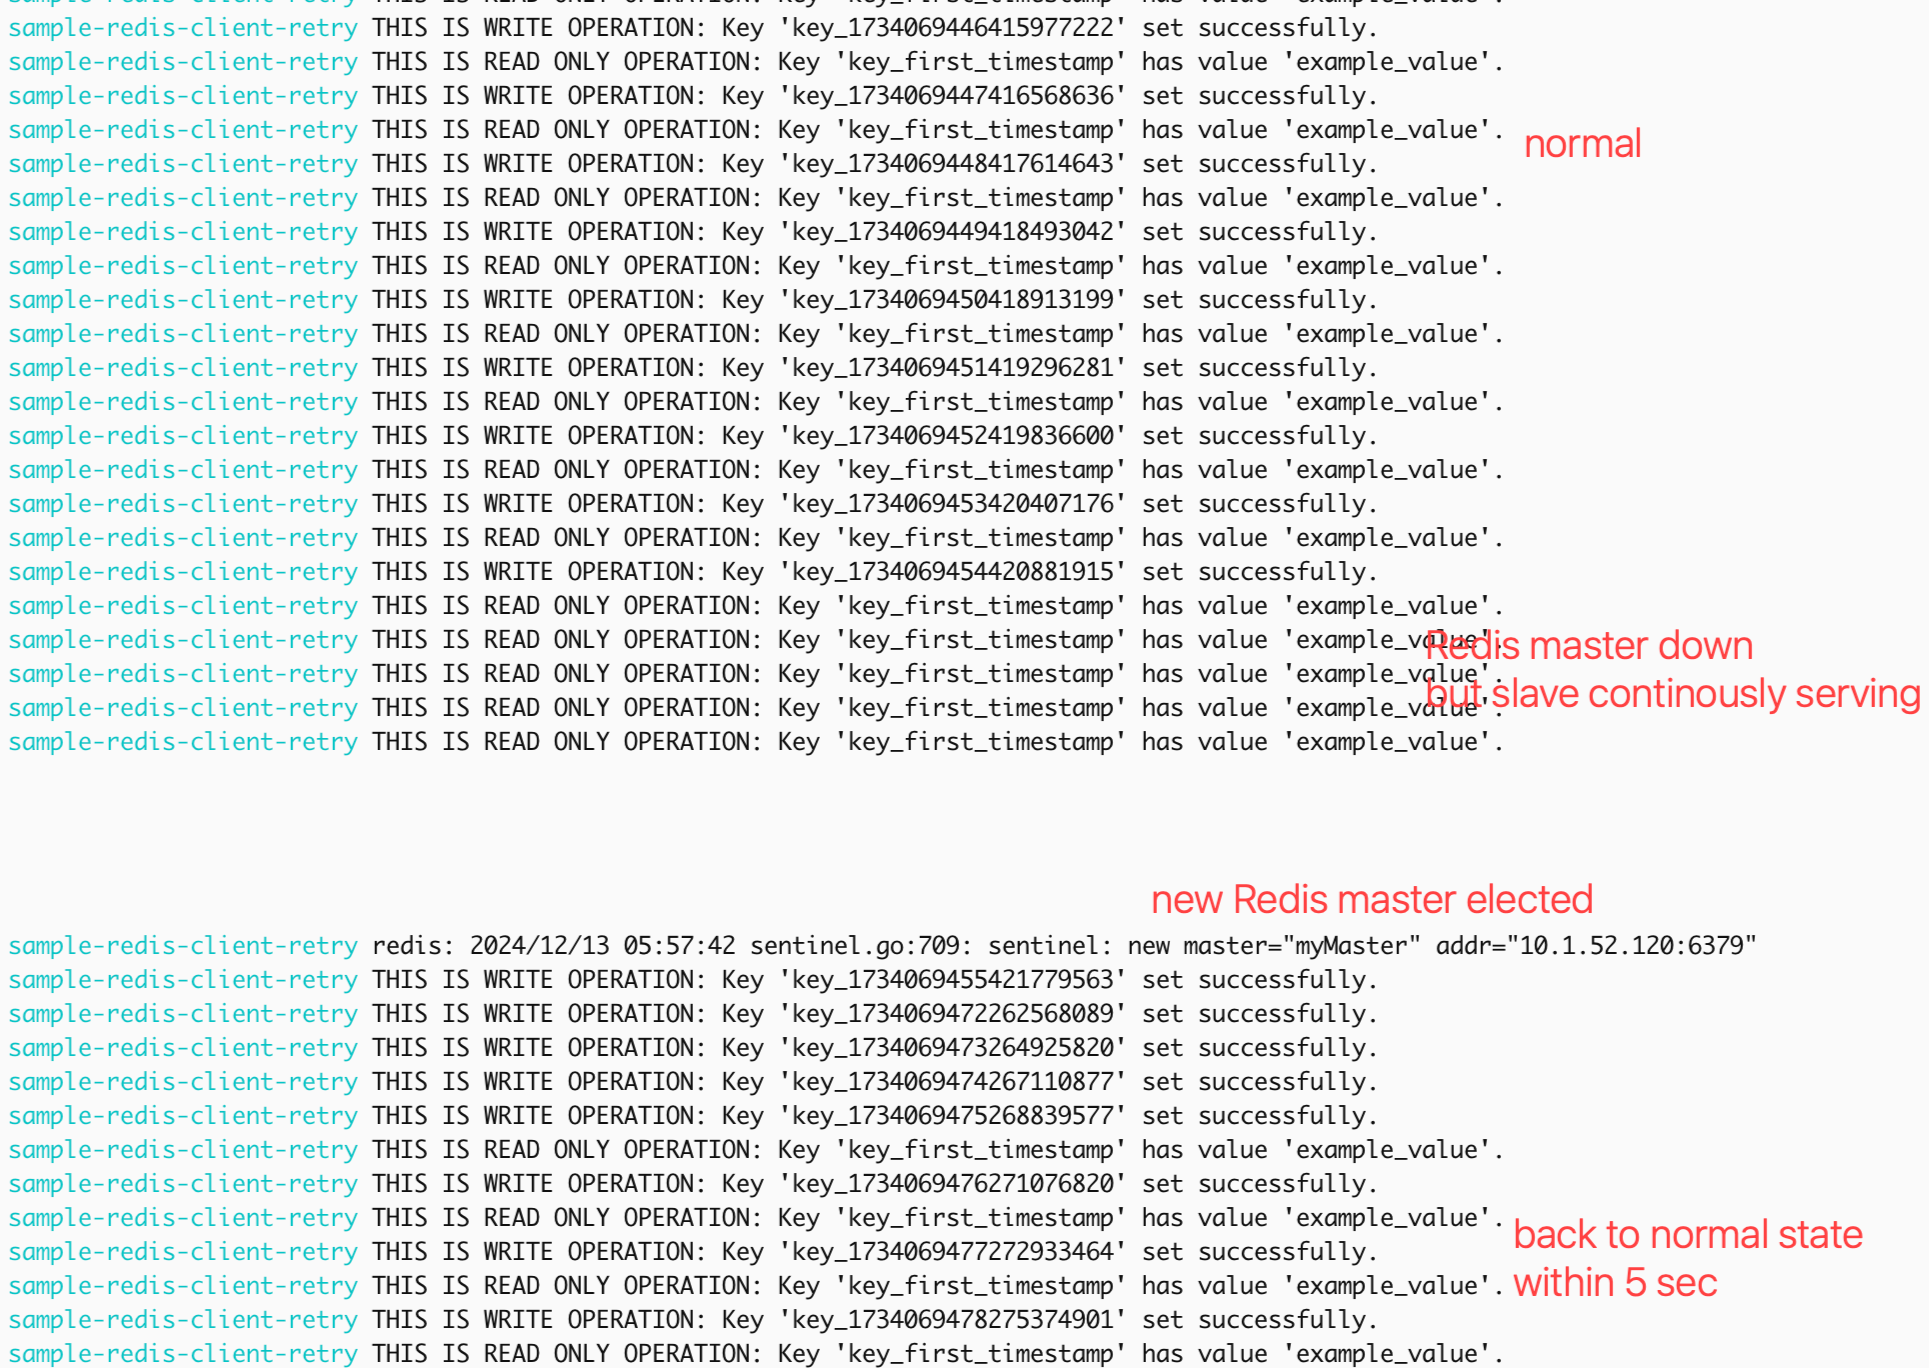 sample-redis-client-retry THIS IS READ ONLY OPERATION: Key 'key_first_timestamp' has value 'example_value'.
sample-redis-client-retry THIS IS WRITE OPERATION: Key 'key_1734069446415977222' set successfully.
sample-redis-client-retry THIS IS READ ONLY OPERATION: Key 'key_first_timestamp' has value 'example_value'.
sample-redis-client-retry THIS IS WRITE OPERATION: Key 'key_1734069447416568636' set successfully.
sample-redis-client-retry THIS IS READ ONLY OPERATION: Key 'key_first_timestamp' has value 'example_value'.
normal
sample-redis-client-retry THIS IS WRITE OPERATION: Key 'key_1734069448417614643' set successfully.
sample-redis-client-retry THIS IS READ ONLY OPERATION: Key 'key_first_timestamp' has value 'example_value'.
sample-redis-client-retry THIS IS WRITE OPERATION: Key 'key_1734069449418493042' set successfully.
sample-redis-client-retry THIS IS READ ONLY OPERATION: Key 'key_first_timestamp' has value 'example_value'.
sample-redis-client-retry THIS IS WRITE OPERATION: Key 'key_1734069450418913199' set successfully.
sample-redis-client-retry THIS IS READ ONLY OPERATION: Key 'key_first_timestamp' has value 'example_value'.
sample-redis-client-retry THIS IS WRITE OPERATION: Key 'key_1734069451419296281' set successfully.
sample-redis-client-retry THIS IS READ ONLY OPERATION: Key 'key_first_timestamp' has value 'example_value'.
sample-redis-client-retry THIS IS WRITE OPERATION: Key 'key_1734069452419836600' set successfully.
sample-redis-client-retry THIS IS READ ONLY OPERATION: Key 'key_first_timestamp' has value 'example_value'.
sample-redis-client-retry THIS IS WRITE OPERATION: Key 'key_1734069453420407176' set successfully.
sample-redis-client-retry THIS IS READ ONLY OPERATION: Key 'key_first_timestamp' has value 'example_value'.
sample-redis-client-retry THIS IS WRITE OPERATION: Key 'key_1734069454420881915' set successfully.
sample-redis-client-retry THIS IS READ ONLY OPERATION: Key 'key_first_timestamp' has value 'example_value'.
sample-redis-client-retry THIS IS READ ONLY OPERATION: Key 'key_first_timestamp' has value 'example_value'.
Redis master down
sample-redis-client-retry THIS IS READ ONLY OPERATION: Key 'key_first_timestamp' has value 'example_value'.
but slave continously serving
sample-redis-client-retry THIS IS READ ONLY OPERATION: Key 'key_first_timestamp' has value 'example_value'.
sample-redis-client-retry THIS IS READ ONLY OPERATION: Key 'key_first_timestamp' has value 'example_value'.
new Redis master elected
sample-redis-client-retry redis: 2024/12/13 05:57:42 sentinel.go:709: sentinel: new master="myMaster" addr="10.1.52.120:6379"
sample-redis-client-retry THIS IS WRITE OPERATION: Key 'key_1734069455421779563' set successfully.
sample-redis-client-retry THIS IS WRITE OPERATION: Key 'key_1734069472262568089' set successfully.
sample-redis-client-retry THIS IS WRITE OPERATION: Key 'key_1734069473264925820' set successfully.
sample-redis-client-retry THIS IS WRITE OPERATION: Key 'key_1734069474267110877' set successfully.
sample-redis-client-retry THIS IS WRITE OPERATION: Key 'key_1734069475268839577' set successfully.
sample-redis-client-retry THIS IS READ ONLY OPERATION: Key 'key_first_timestamp' has value 'example_value'.
sample-redis-client-retry THIS IS WRITE OPERATION: Key 'key_1734069476271076820' set successfully.
sample-redis-client-retry THIS IS READ ONLY OPERATION: Key 'key_first_timestamp' has value 'example_value'.
back to normal state
sample-redis-client-retry THIS IS WRITE OPERATION: Key 'key_1734069477272933464' set successfully.
sample-redis-client-retry THIS IS READ ONLY OPERATION: Key 'key_first_timestamp' has value 'example_value'.
within 5 sec
sample-redis-client-retry THIS IS WRITE OPERATION: Key 'key_1734069478275374901' set successfully.
sample-redis-client-retry THIS IS READ ONLY OPERATION: Key 'key_first_timestamp' has value 'example_value'.